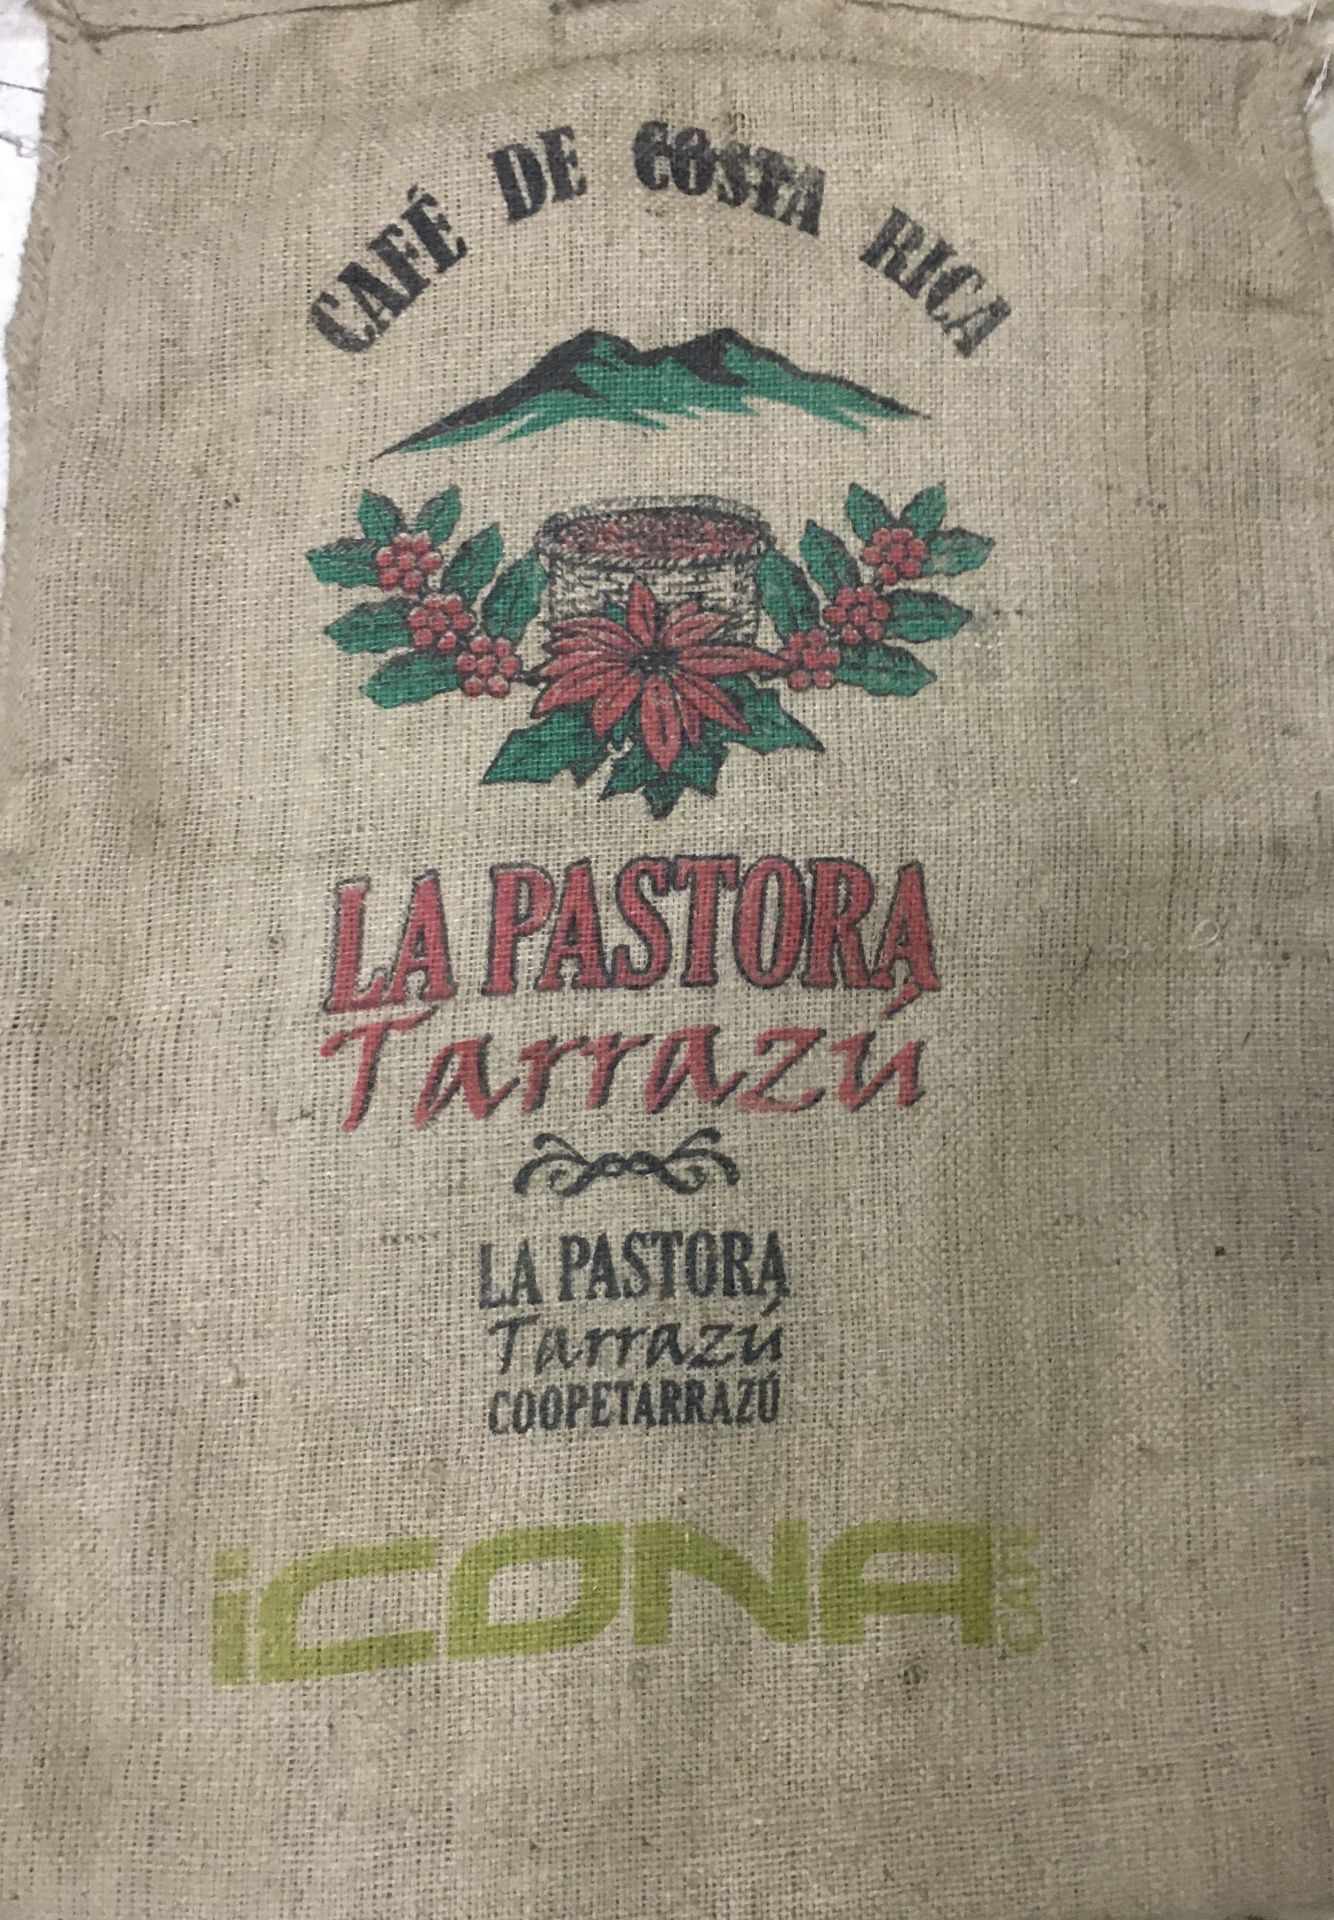 CAFÉ DE COSTA RICA
LA PASTORA
Tarrazú
LA PASTORA
Tarrazú
COOPETARRAZÚ
iCONA